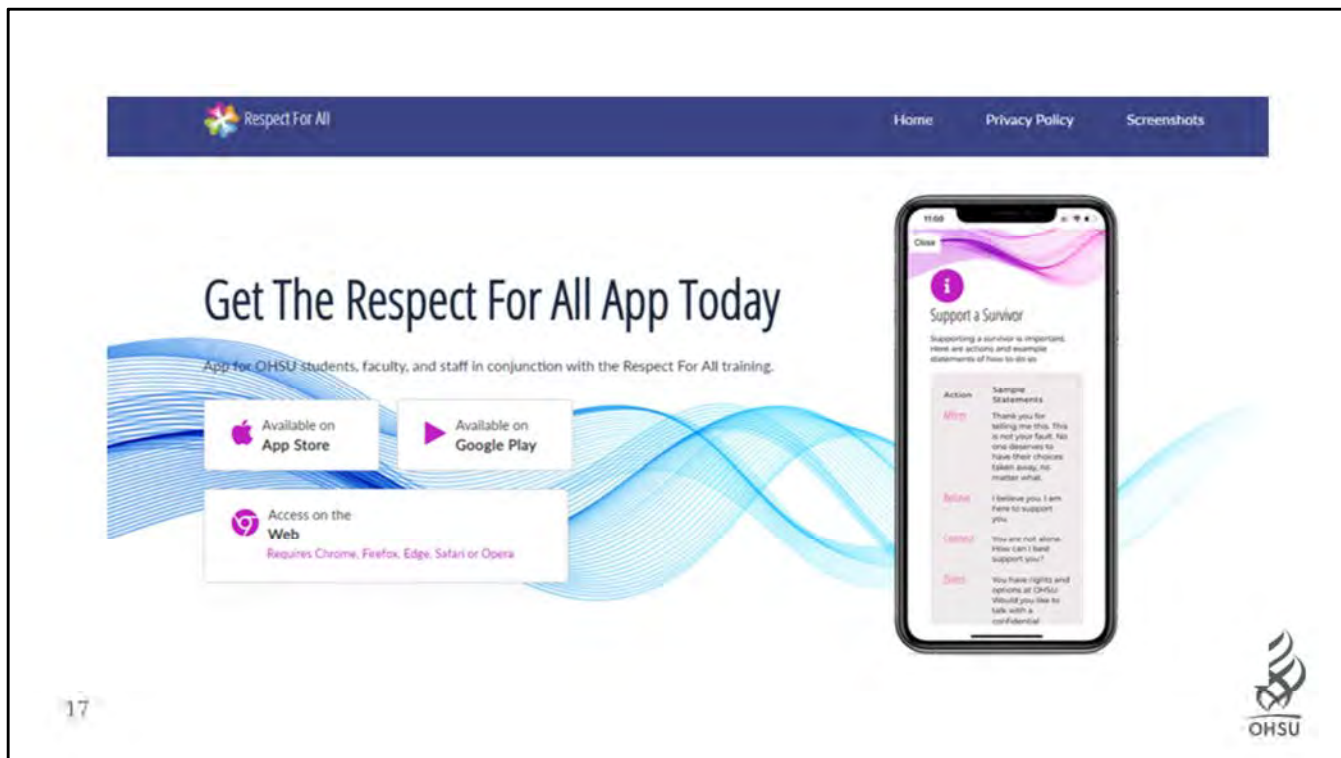 Respect For All
Home Privacy Policy Screenshots
Get The Respect For All App Today
App for OHSU students, faculty, and staff in conjunction with the Respect For All training.
Available on
App Store
Available on
Google Play
Access on the
Web
Requires Chrome, Firefox, Edge, Safari or Opera
11:00
Close
Support a Survivor
Supporting a survivor is important.
Here are actions and example
statements of how to do so
Action Sample
Statements
Affirm Thank you for
telling me this. This
is not your fault. No
one deserves to
have their choices
taken away, no
matter what.
Believe I believe you. I am
here to support
you.
Connect You are not alone.
How can I best
support you?
You have rights and
options at OHSU
Would you like to
talk with a
confidential
17
OHSU